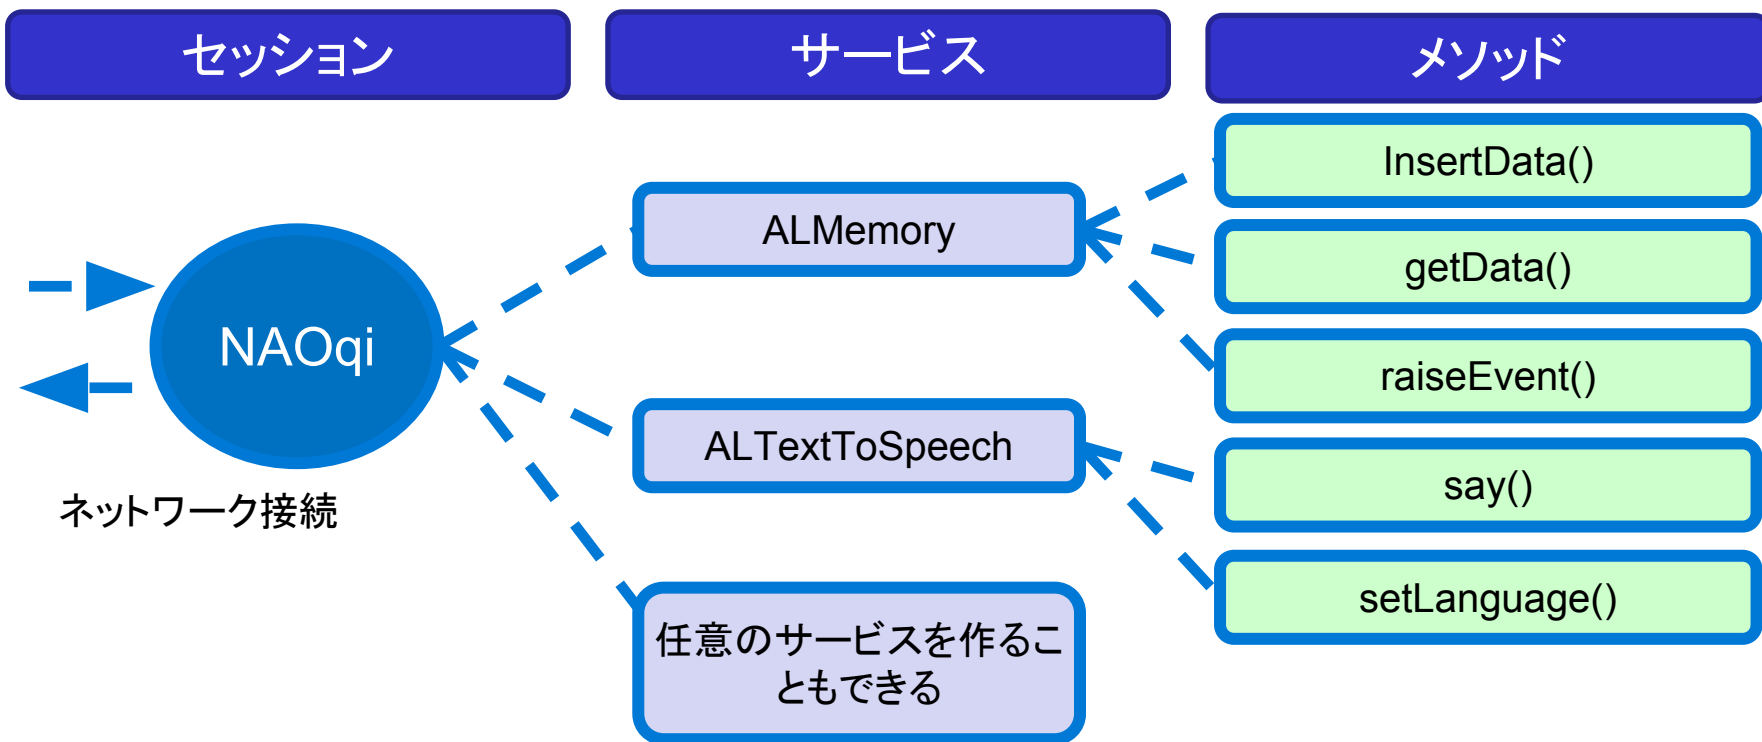 セッション
サービス
メソッド
NAOqi
ネットワーク接続
ALMemory
ALTextToSpeech
任意のサービスを作るこ
ともできる
InsertData()
getData()
raiseEvent()
say()
setLanguage()